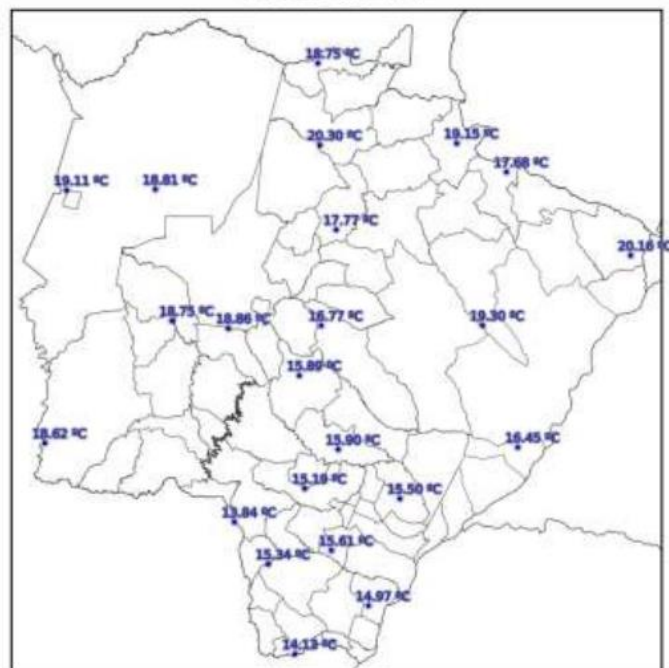 18.75 ºC
20.30 ºC
19.15 ºC
17.68 ºC
19.11 ºC
18.81 ºC
17.77 ºC
20.16 ºC
18.75 ºC
18.86 ºC
16.77 ºC
19.30 ºC
15.89 ºC
18.62 ºC
15.90 ºC
16.45 ºC
15.19 ºC
15.50 ºC
13.84 ºC
15.61 ºC
15.34 ºC
14.97 ºC
14.12 ºC